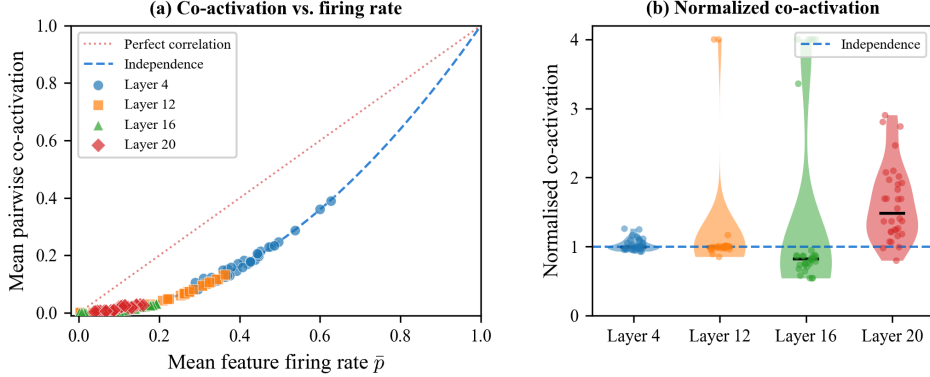 (a) Co-activation vs. firing rate
Mean pairwise co-activation
1.0
0.8
0.6
0.4
0.2
0.0
Perfect correlation
Independence
Layer 4
Layer 12
Layer 16
Layer 20
0.0 0.2 0.4 0.6 0.8 1.0
Mean feature firing rate p̄
(b) Normalized co-activation
Normalised co-activation
4
3
2
1
0
Independence
Layer 4 Layer 12 Layer 16 Layer 20